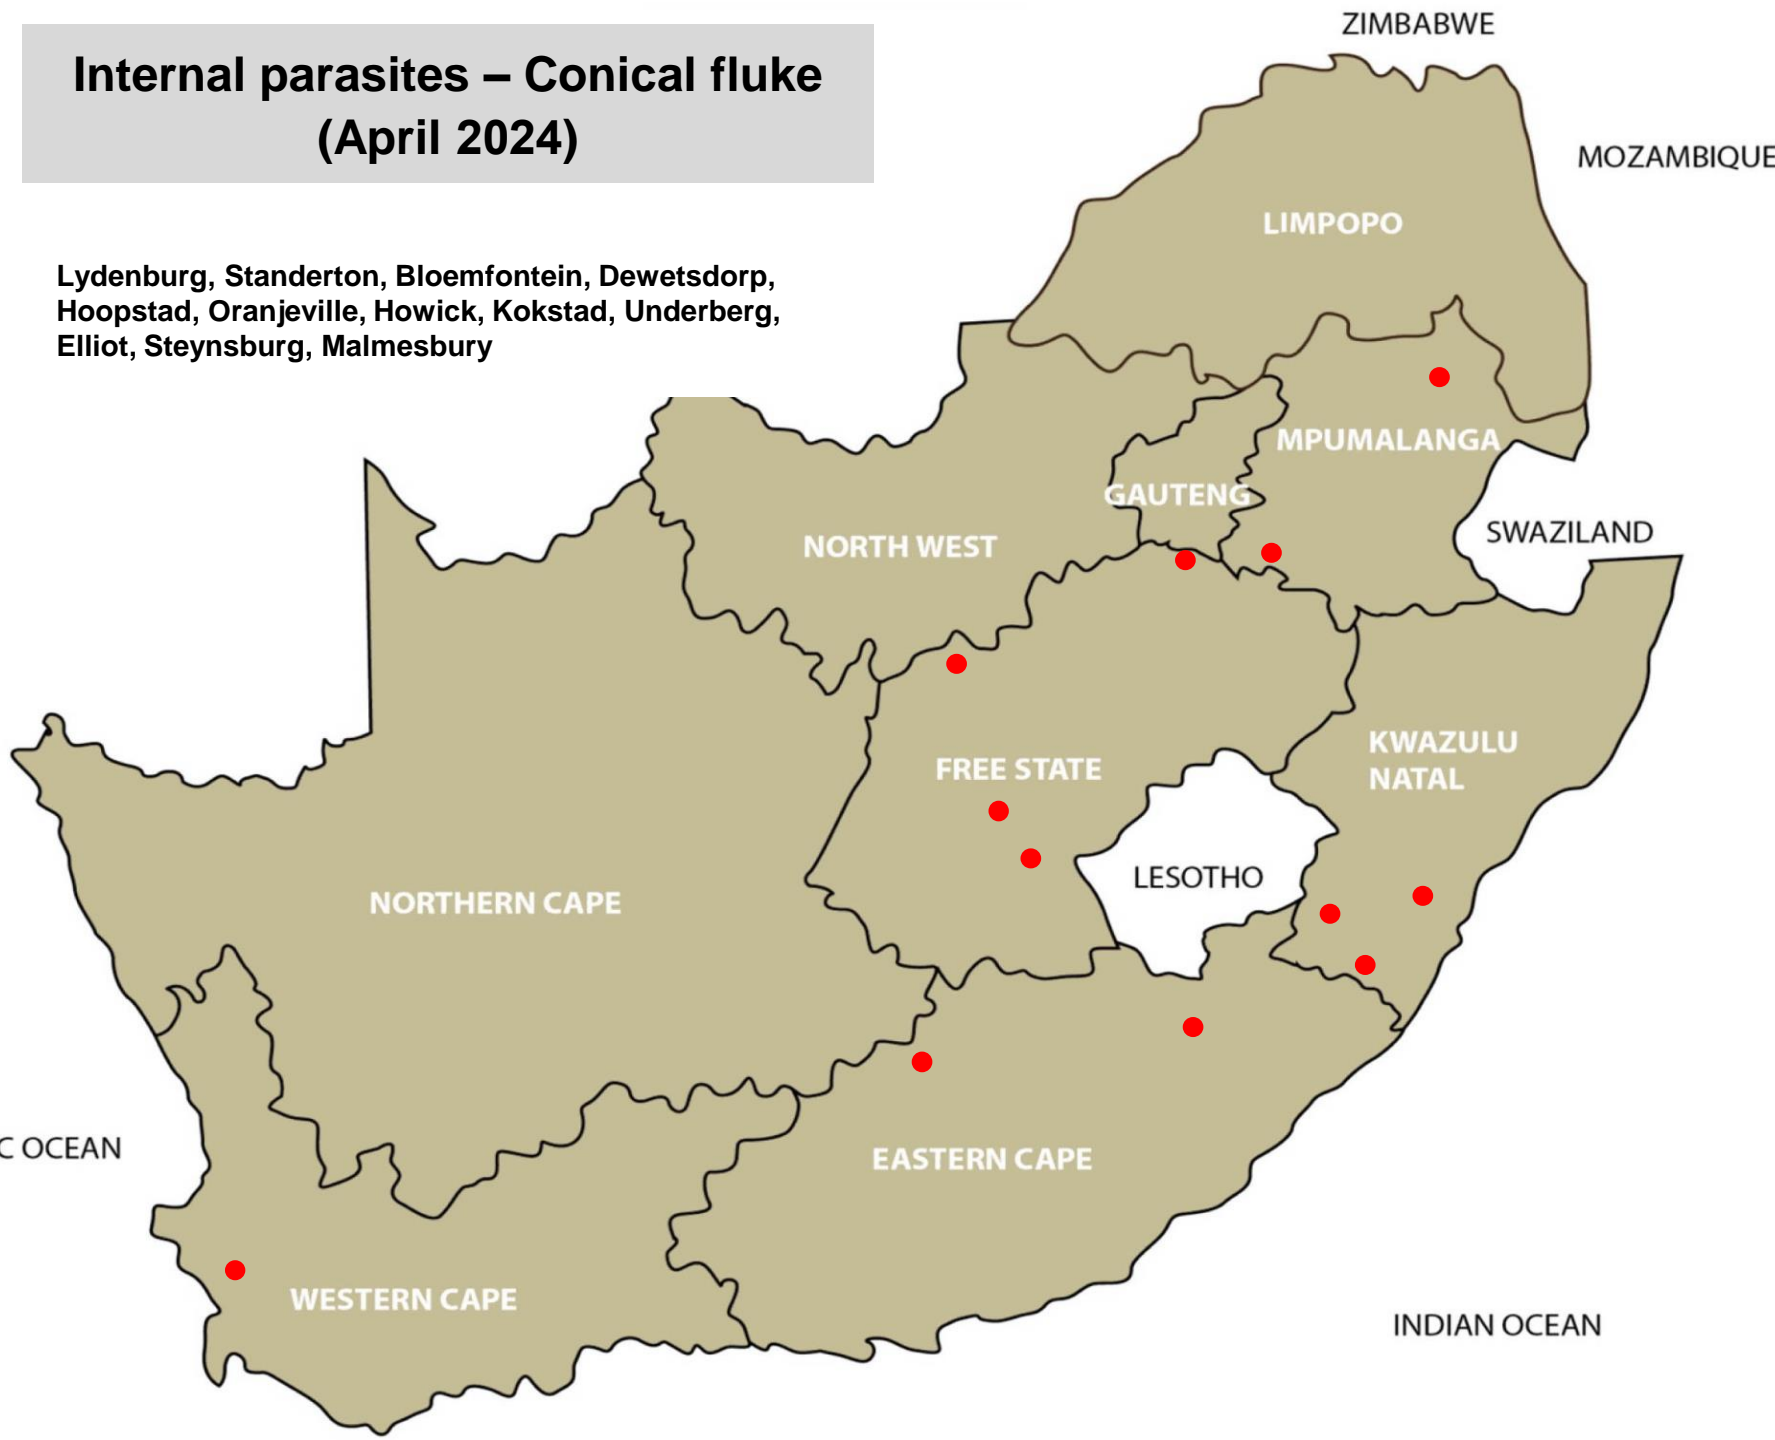 Internal parasites – Conical fluke
(April 2024)
Lydenburg, Standerton, Bloemfontein, Dewetsdorp,
Hoopstad, Oranjeville, Howick, Kokstad, Underberg,
Elliot, Steynsburg, Malmesbury
ZIMBABWE
MOZAMBIQUE
LIMPOPO
MPUMALANGA
GAUTENG
NORTH WEST
SWAZILAND
KWAZULU
NATAL
FREE STATE
LESOTHO
NORTHERN CAPE
C OCEAN
EASTERN CAPE
WESTERN CAPE
INDIAN OCEAN